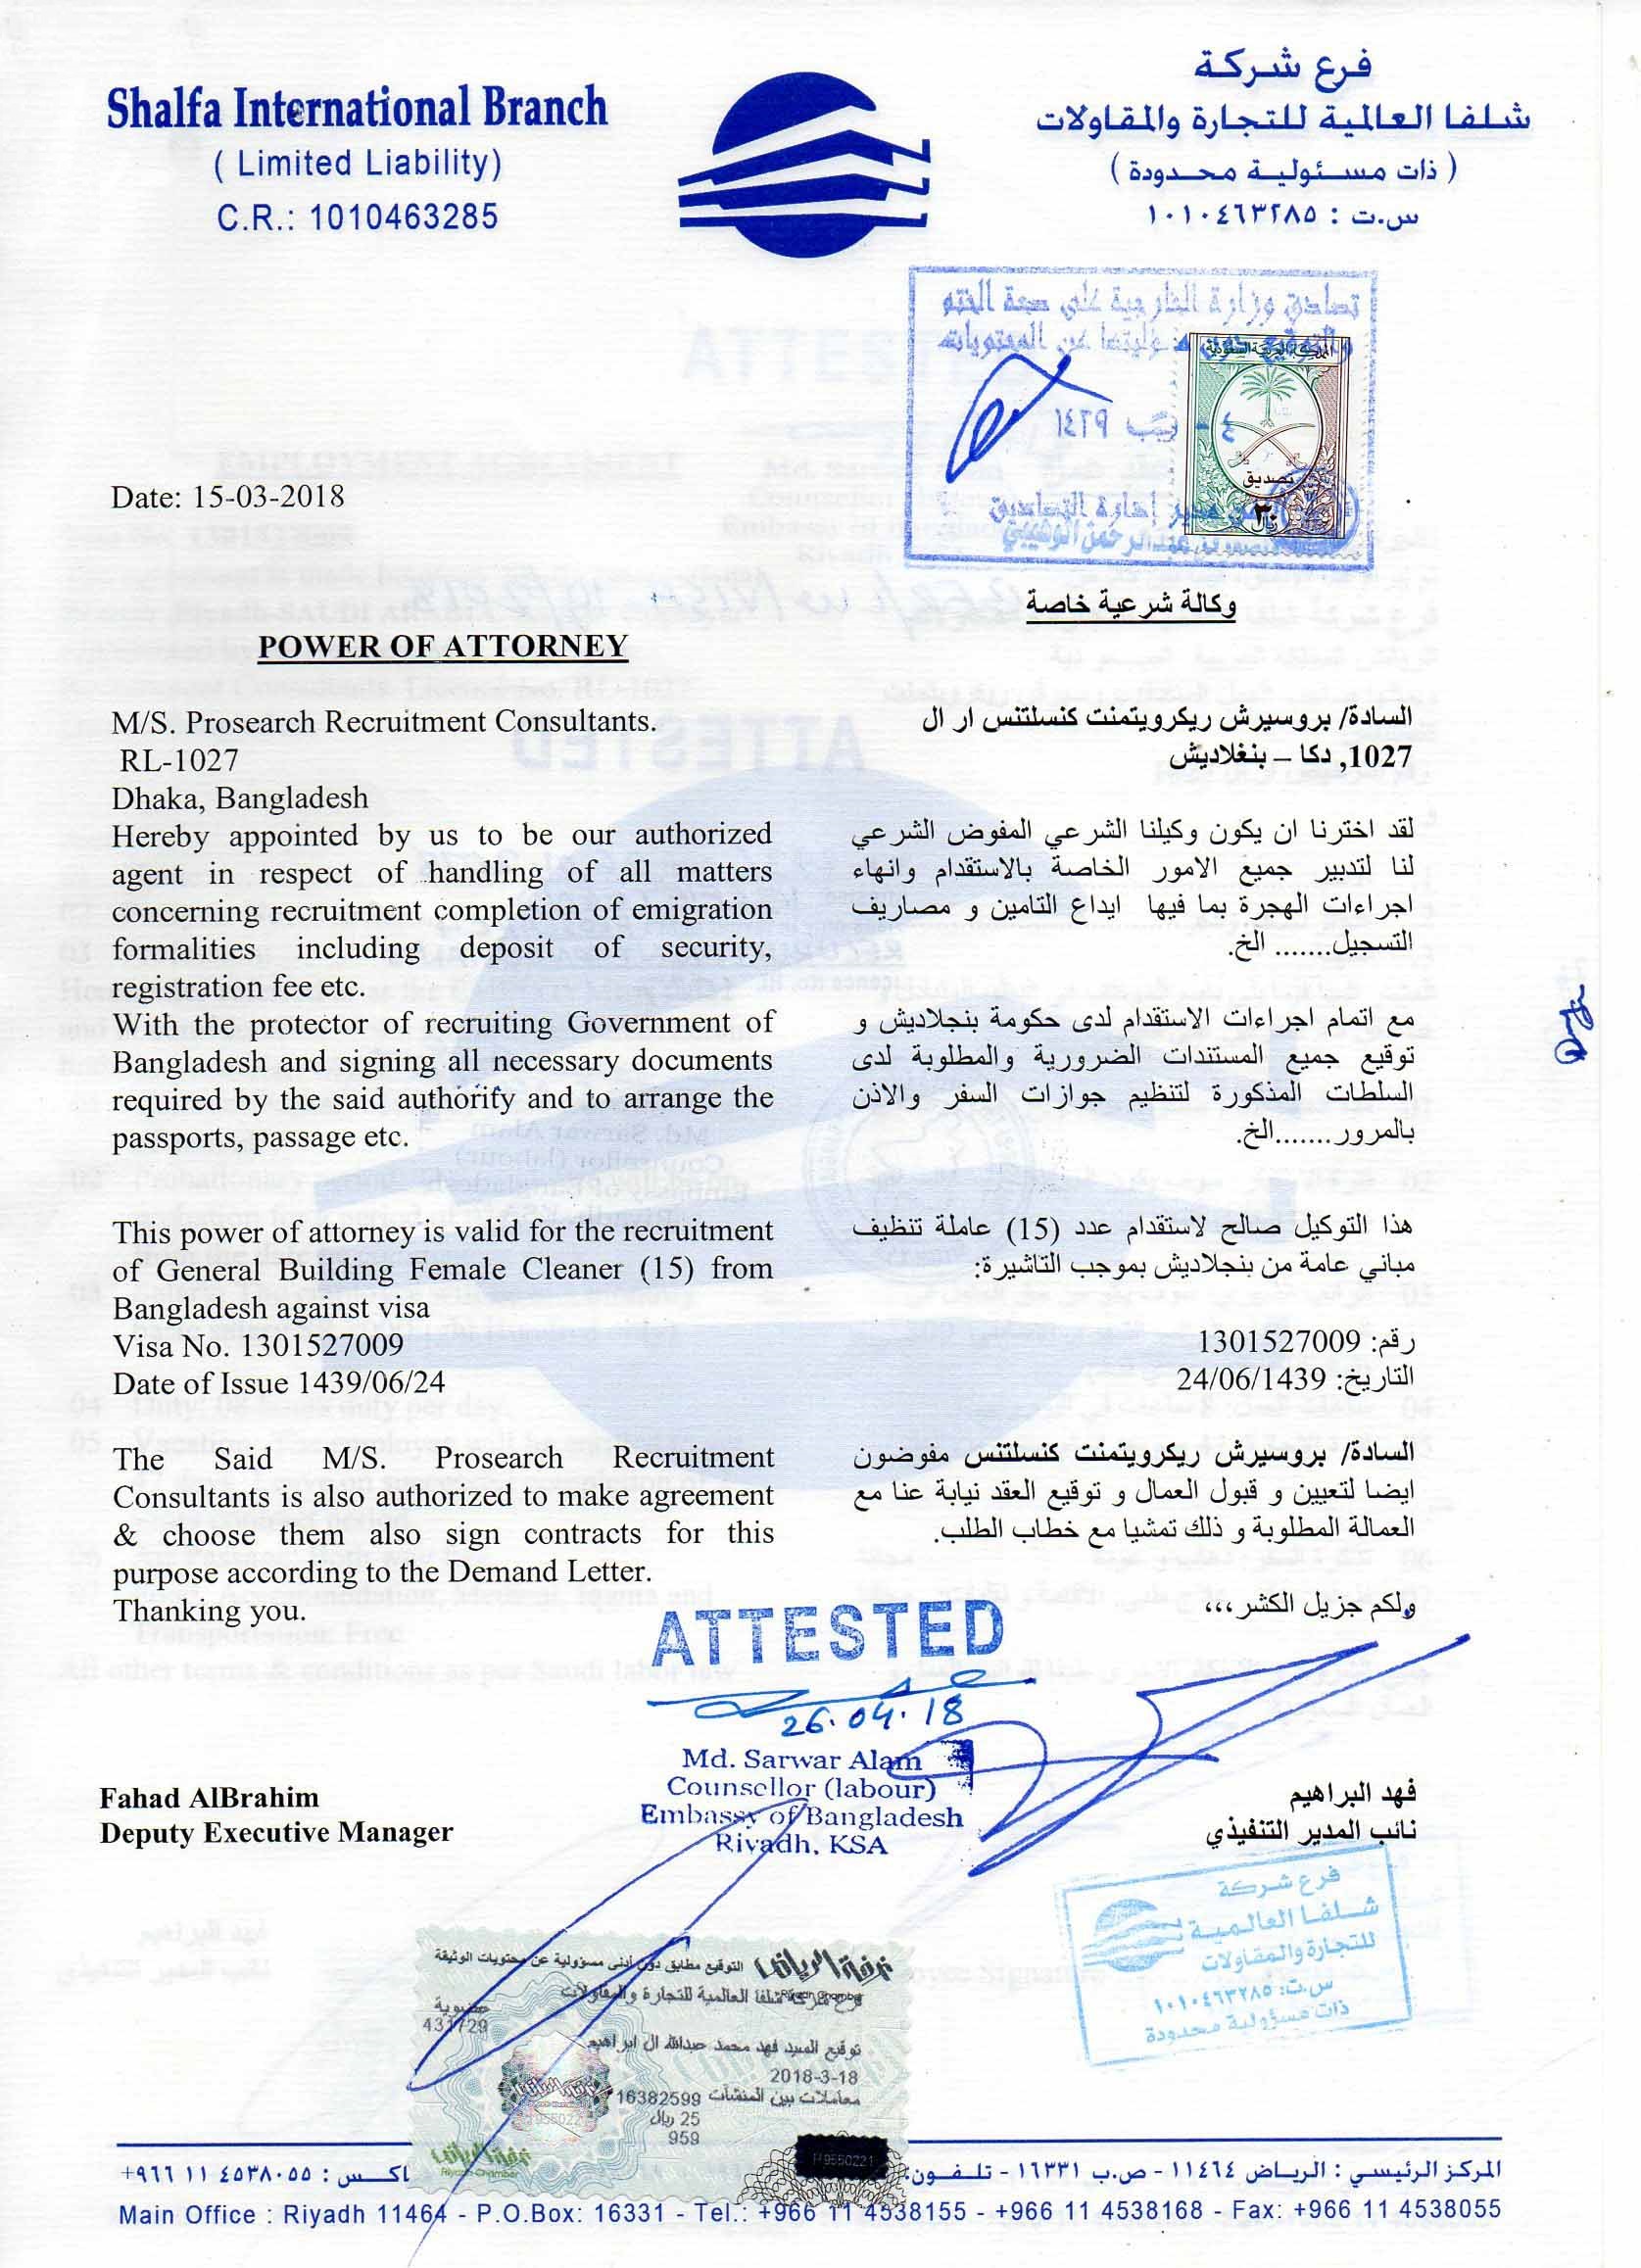 Shalfa International Branch
( Limited Liability)
C.R.: 1010463285
فرع شركة
شلفا العالمية للتجارة والمقاولات
( ذات مسئولية محدودة )
س.ت : ١٠١٠٤٦٣٢٨٥
تصادق وزارة الخارجية على صحة الختم
المملكة العربية السعودية
تصديق
٣٠
ريال
Date: 15-03-2018
وكالة شرعية خاصة
POWER OF ATTORNEY
M/S. Prosearch Recruitment Consultants.
RL-1027
Dhaka, Bangladesh
Hereby appointed by us to be our authorized
agent in respect of handling of all matters
concerning recruitment completion of emigration
formalities including deposit of security,
registration fee etc.
With the protector of recruiting Government of
Bangladesh and signing all necessary documents
required by the said authority and to arrange the
passports, passage etc.
This power of attorney is valid for the recruitment
of General Building Female Cleaner (15) from
Bangladesh against visa
Visa No. 1301527009
Date of Issue 1439/06/24
The Said M/S. Prosearch Recruitment
Consultants is also authorized to make agreement
& choose them also sign contracts for this
purpose according to the Demand Letter.
Thanking you.
السادة/ بروسيرش ريكرويتمنت كنسلتنس ار ال
1027, دكا – بنغلاديش
لقد اخترنا ان يكون وكيلنا الشرعي المفوض الشرعي
لنا لتدبير جميع الامور الخاصة بالاستقدام وانهاء
اجراءات الهجرة بما فيها ايداع التامين و مصاريف
التسجيل....... الخ.
مع اتمام اجراءات الاستقدام لدى حكومة بنجلاديش و
توقيع جميع المستندات الضرورية والمطلوبة لدى
السلطات المذكورة لتنظيم جوازات السفر والاذن
بالمرور.......الخ.
هذا التوكيل صالح لاستقدام عدد (15) عاملة تنظيف
مباني عامة من بنجلاديش بموجب التاشيرة:
رقم: 1301527009
التاريخ: 24/06/1439
السادة/ بروسيرش ريكرويتمنت كنسلتنس مفوضون
ايضا لتعيين و قبول العمال و توقيع العقد نيابة عنا مع
العمالة المطلوبة و ذلك تمشيا مع خطاب الطلب.
ولكم جزيل الكشر،،،
ATTESTED
26.04.18
Md. Sarwar Alam
Counsellor (labour)
Embassy of Bangladesh
Riyadh, KSA
Fahad AlBrahim
Deputy Executive Manager
فهد البراهيم
نائب المدير التنفيذي
فرع شركة
شلفا العالمية
للتجارة والمقاولات
س.ت: ١٠١٠٤٦٣٢٨٥
ذات مسؤولية محدودة
غرفة الرياض
التوقيع مطابق دون أدنى مسؤولية عن محتويات الوثيقة
فرع شركة شلفا العالمية للتجارة والمقاولات
عضوية
431729
توقيع السيد فهد محمد عبدالله ال ابراهيم
2018-3-18
معاملات بين المنشآت 16382599
25 ريال
959
غرفة الرياض
Riyadh Chamber
المركز الرئيسي : الرياض ١١٤٦٤ - ص.ب ١٦٣٣١ - تلفون:
اكس : ٤٥٣٨٠٥٥ ١١ ٩٦٦+
Main Office : Riyadh 11464 - P.O.Box: 16331 - Tel.: +966 11 4538155 - +966 11 4538168 - Fax: +966 11 4538055